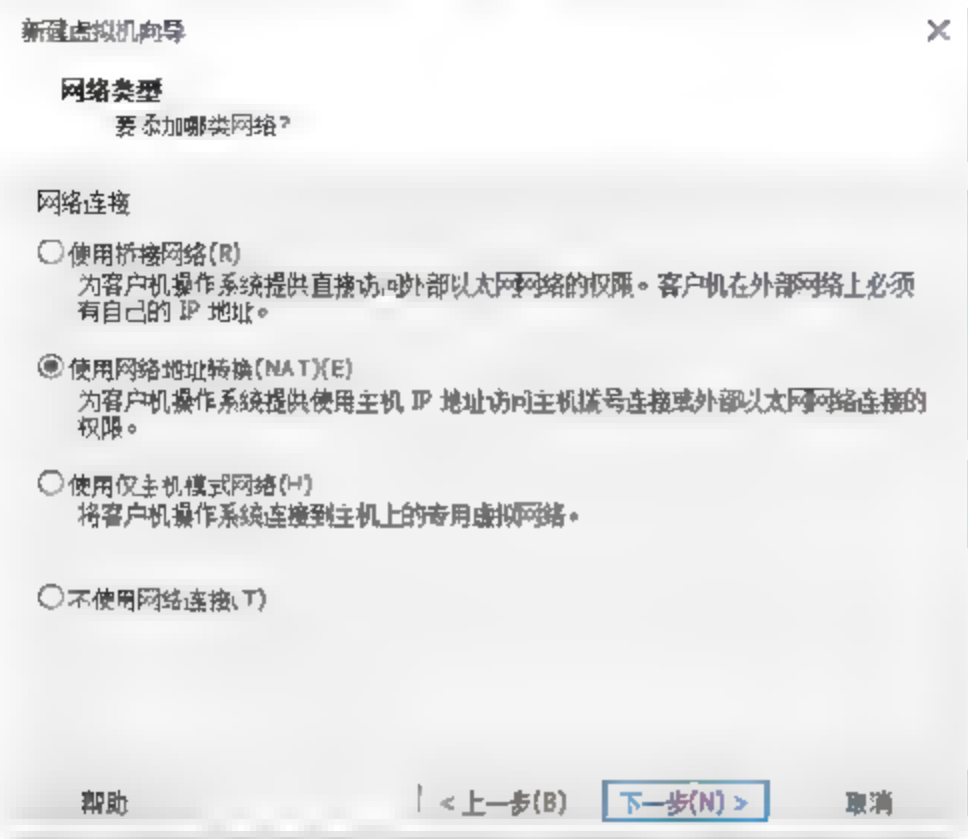 新建虚拟机向导
网络类型
要添加哪类网络?
网络连接
使用桥接网络(R)
为客户机操作系统提供直接访问外部以太网网络的权限。客户机在外部网络上必须
有自己的 IP 地址。
使用网络地址转换(NAT)(E)
为客户机操作系统提供使用主机 IP 地址访问主机拨号连接或外部以太网网络连接的
权限。
使用仅主机模式网络(H)
将客户机操作系统连接到主机上的专用虚拟网络。
不使用网络连接(T)
帮助 < 上一步(B) 下一步(N) > 取消